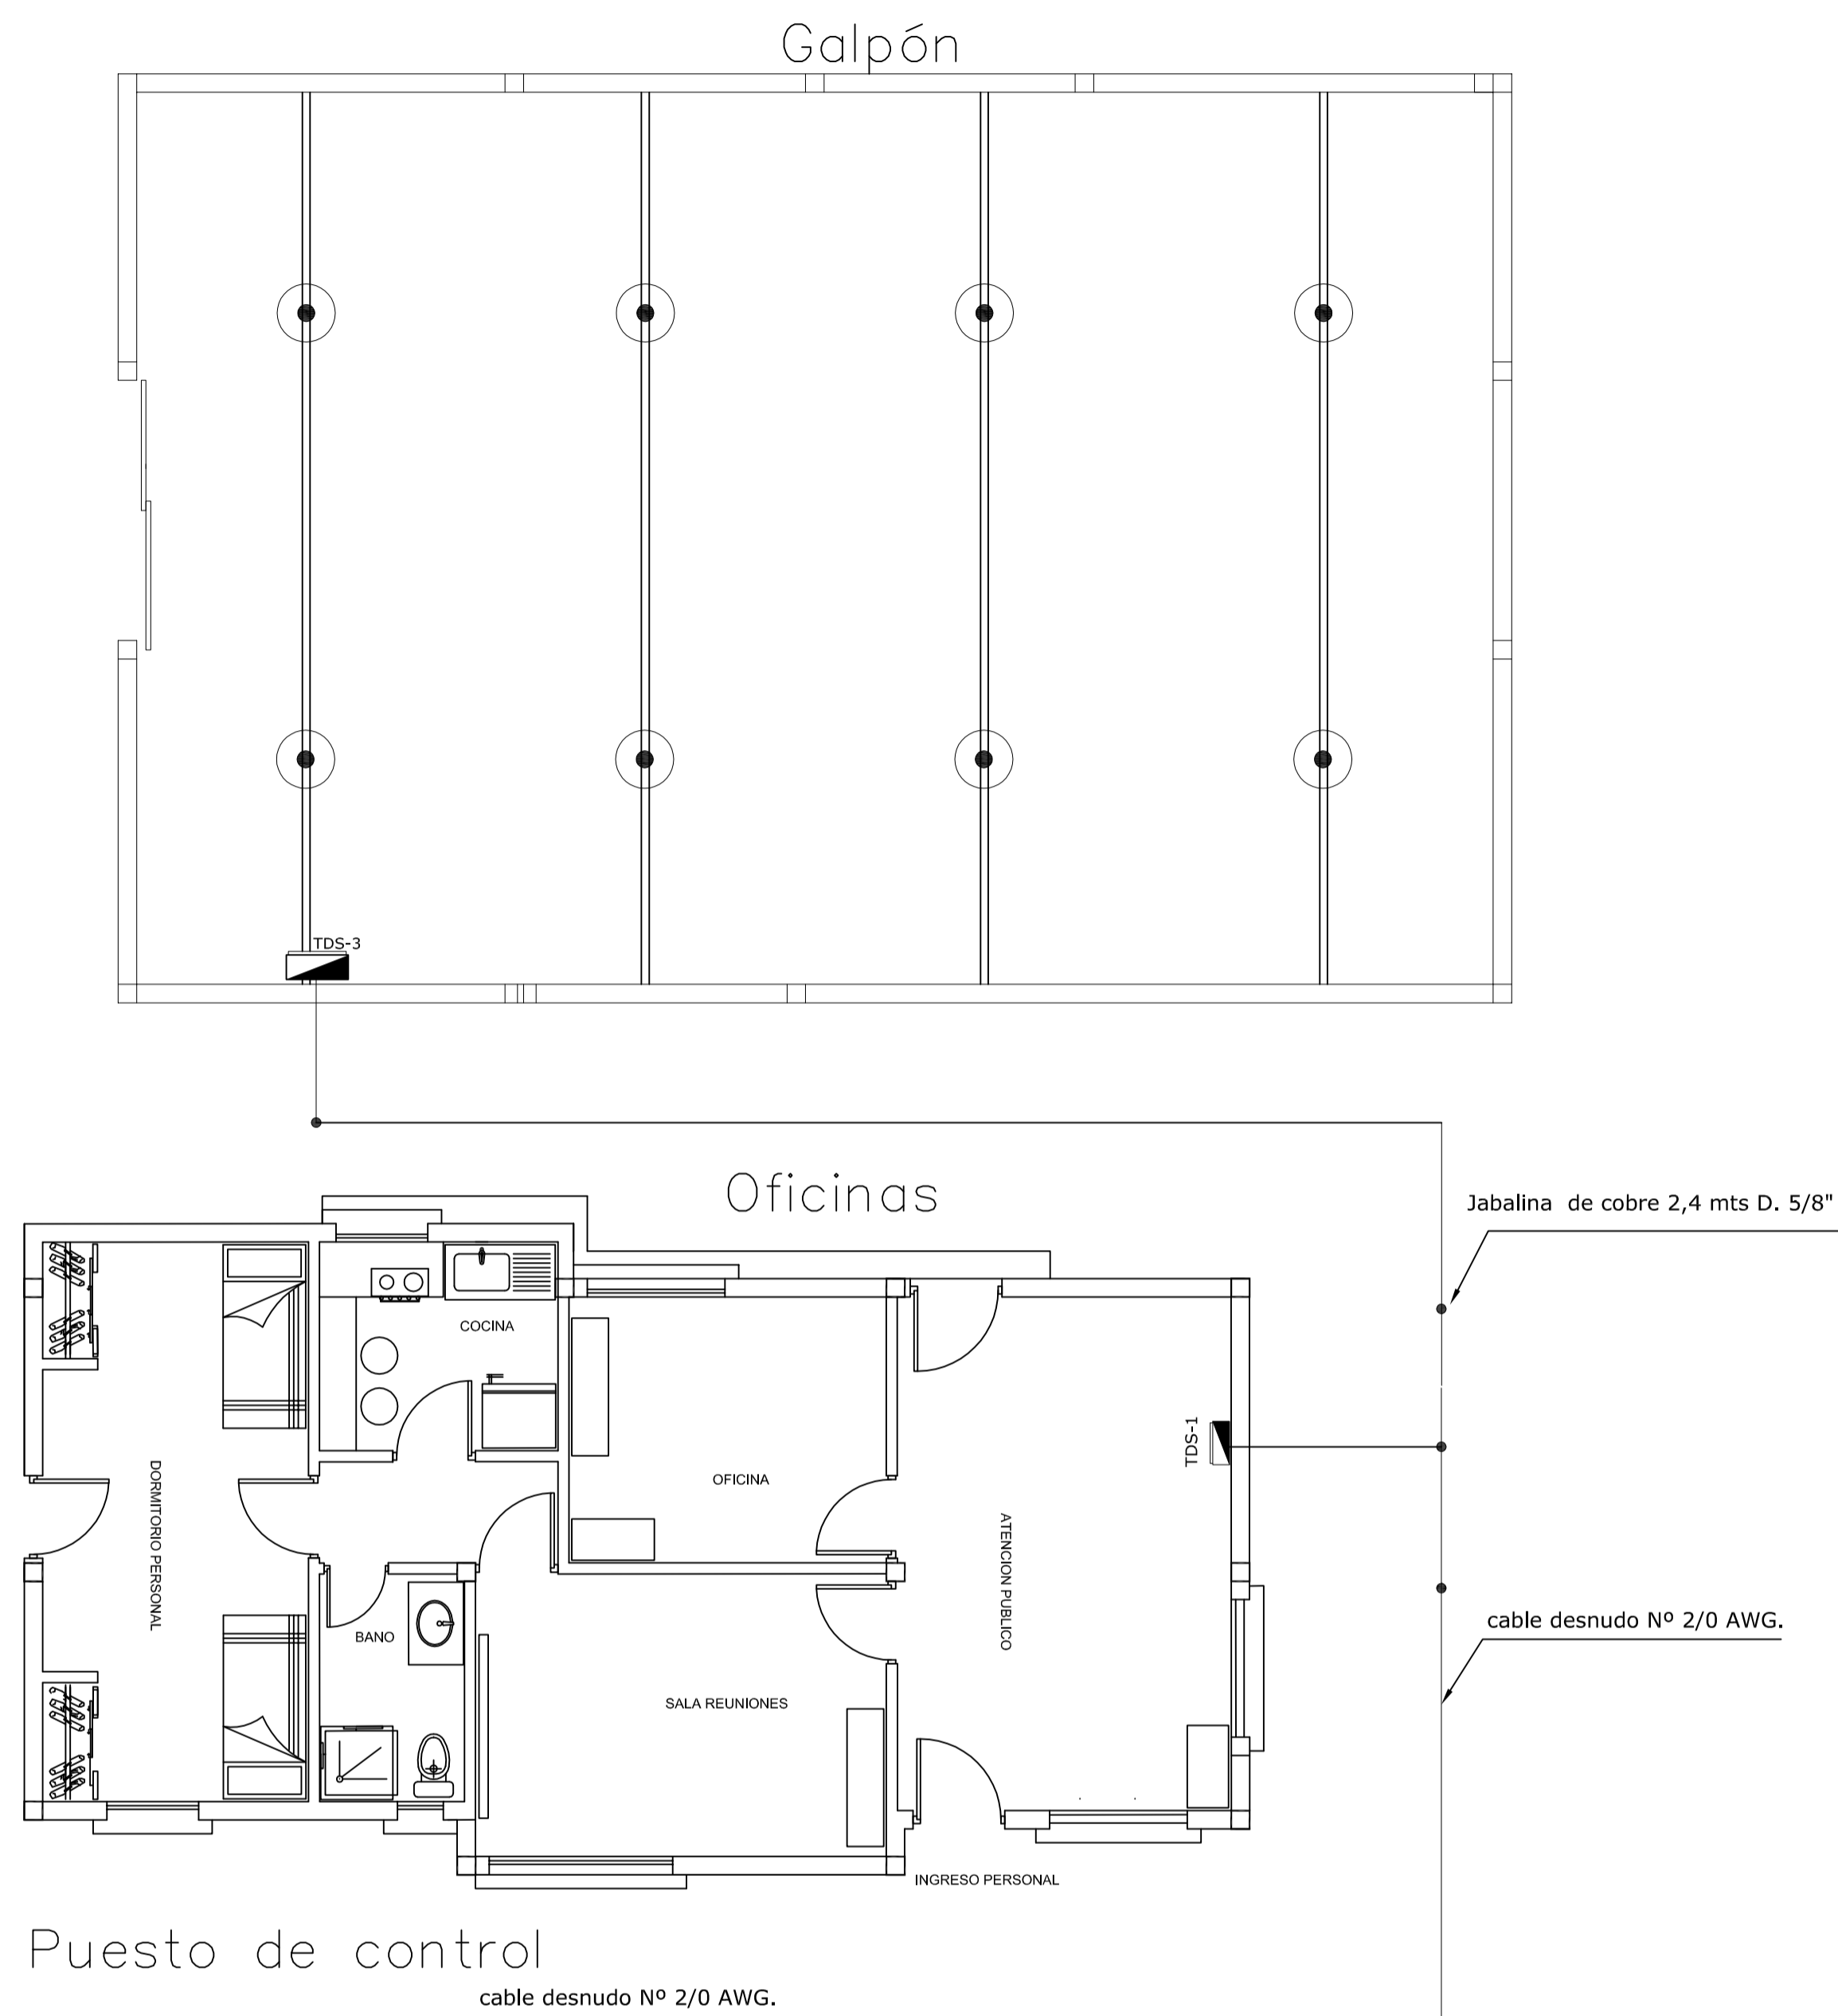 Galpón
TDS-3
Oficinas
Jabalina de cobre 2,4 mts D. 5/8"
COCINA
TDS-1
OFICINA
DORMITORIO PERSONAL
ATENCION PUBLICO
cable desnudo Nº 2/0 AWG.
BANO
SALA REUNIONES
INGRESO PERSONAL
Puesto de control
cable desnudo Nº 2/0 AWG.